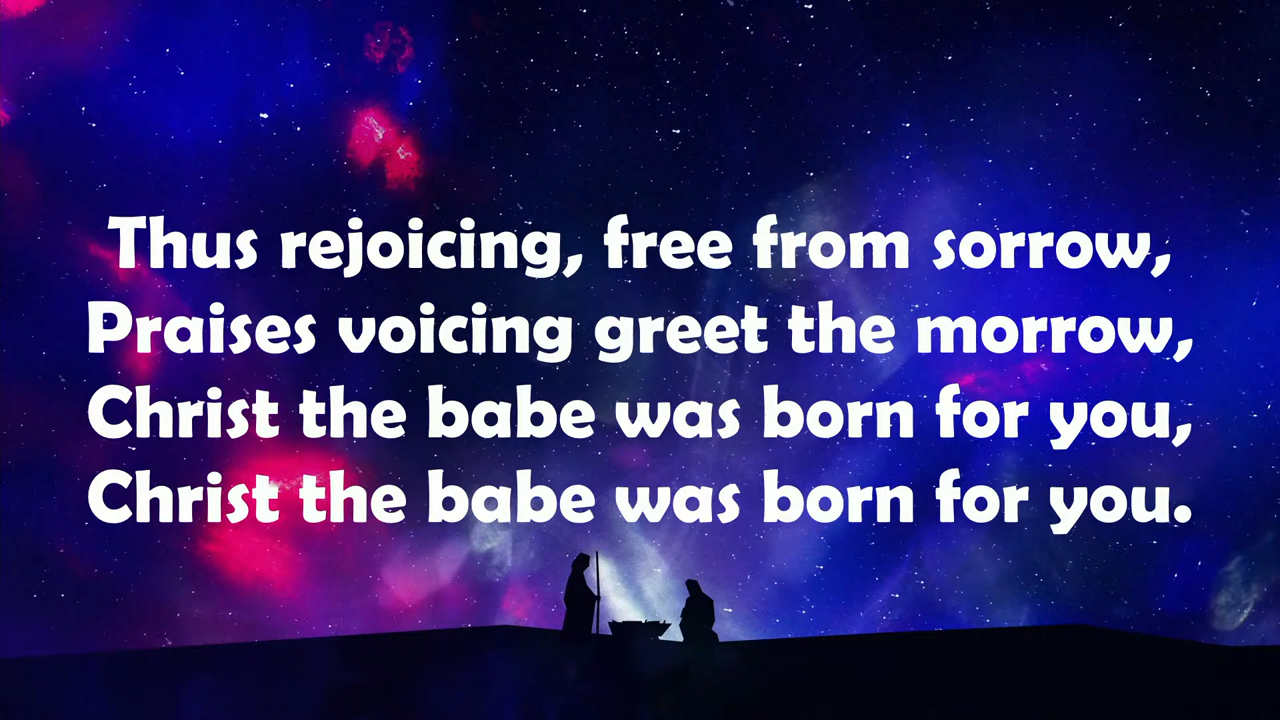 Thus rejoicing, free from sorrow,
Praises voicing greet the morrow,
Christ the babe was born for you,
Christ the babe was born for you.